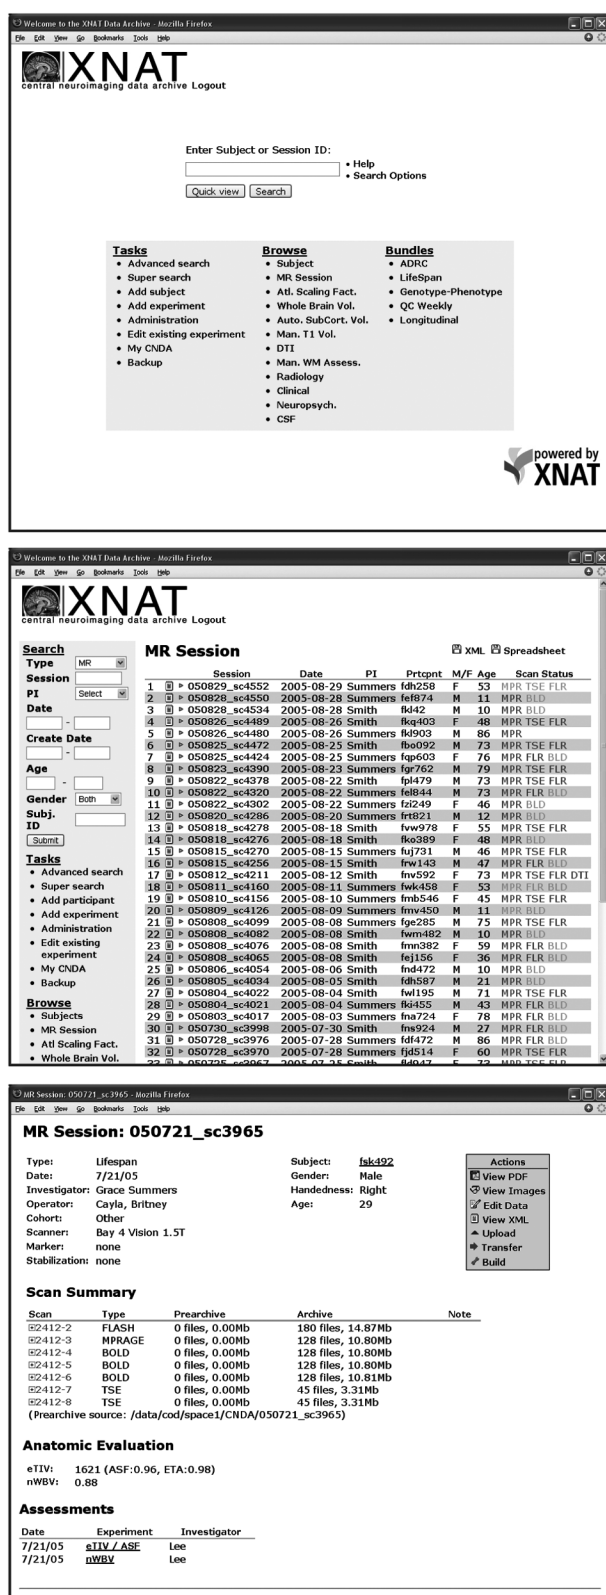 Welcome to the XNAT Data Archive - Mozilla Firefox
File Edit View Go Bookmarks Tools Help
XNAT
central neuroimaging data archive Logout
Enter Subject or Session ID:
• Help
• Search Options
Quick view Search
Tasks
• Advanced search
• Super search
• Add subject
• Add experiment
• Administration
• Edit existing experiment
• My CNDA
• Backup
Browse
• Subject
• MR Session
• Atl. Scaling Fact.
• Whole Brain Vol.
• Auto. SubCort. Vol.
• Man. T1 Vol.
• DTI
• Man. WM Assess.
• Radiology
• Clinical
• Neuropsych.
• CSF
Bundles
• ADRC
• LifeSpan
• Genotype-Phenotype
• QC Weekly
• Longitudinal
powered by
XNAT
Welcome to the XNAT Data Archive - Mozilla Firefox
File Edit View Go Bookmarks Tools Help
XNAT
central neuroimaging data archive Logout
Search
Type MR
Session
PI Select
Date
-
Create Date
-
Age
-
Gender Both
Subj.
ID
Submit
Tasks
• Advanced search
• Super search
• Add participant
• Add experiment
• Administration
• Edit existing
experiment
• My CNDA
• Backup
Browse
• Subjects
• MR Session
• Atl Scaling Fact.
• Whole Brain Vol.
MR Session XML Spreadsheet
Session Date PI Prtcpnt M/F Age Scan Status
1 050829_sc4552 2005-08-29 Summers fdh258 F 53 MPR TSE FLR
2 050828_sc4550 2005-08-28 Summers fef874 M 11 MPR BLD
3 050828_sc4534 2005-08-28 Smith fkl42 M 10 MPR BLD
4 050826_sc4489 2005-08-26 Smith fkq403 F 48 MPR TSE FLR
5 050826_sc4480 2005-08-26 Smith fkl903 M 86 MPR
6 050825_sc4472 2005-08-25 Smith fbo092 M 73 MPR TSE FLR
7 050825_sc4424 2005-08-25 Summers fqp603 F 76 MPR FLR BLD
8 050823_sc4390 2005-08-23 Summers fgr762 M 79 MPR TSE FLR
9 050822_sc4378 2005-08-22 Smith fpl479 M 73 MPR TSE FLR
10 050822_sc4320 2005-08-22 Summers fel844 M 73 MPR FLR BLD
11 050822_sc4302 2005-08-22 Summers fzi249 F 46 MPR BLD
12 050820_sc4286 2005-08-20 Summers frt821 M 12 MPR BLD
13 050818_sc4278 2005-08-18 Smith fvw978 F 55 MPR TSE FLR
14 050818_sc4276 2005-08-18 Smith fko389 F 48 MPR BLD
15 050815_sc4270 2005-08-15 Summers fuj731 M 46 MPR TSE FLR
16 050815_sc4256 2005-08-15 Smith frw143 M 47 MPR FLR BLD
17 050812_sc4211 2005-08-12 Smith fnv592 F 73 MPR TSE FLR DTI
18 050811_sc4160 2005-08-11 Summers fwk458 F 53 MPR FLR BLD
19 050810_sc4156 2005-08-10 Summers fmb546 F 45 MPR TSE FLR
20 050809_sc4126 2005-08-09 Summers fmv450 M 11 MPR BLD
21 050808_sc4099 2005-08-08 Summers fge285 M 75 MPR TSE FLR
22 050808_sc4082 2005-08-08 Smith fwm482 M 10 MPR BLD
23 050808_sc4076 2005-08-08 Smith fmn382 F 59 MPR FLR BLD
24 050808_sc4065 2005-08-08 Summers fej156 F 36 MPR FLR BLD
25 050806_sc4054 2005-08-06 Smith fnd472 M 10 MPR BLD
26 050805_sc4034 2005-08-05 Smith fdh587 M 21 MPR BLD
27 050804_sc4022 2005-08-04 Smith fwl195 M 71 MPR TSE FLR
28 050804_sc4021 2005-08-04 Summers fki455 M 43 MPR FLR BLD
29 050803_sc4017 2005-08-03 Summers fna724 F 78 MPR FLR BLD
30 050730_sc3998 2005-07-30 Smith fns924 M 27 MPR FLR BLD
31 050728_sc3976 2005-07-28 Summers fdf472 M 86 MPR FLR BLD
32 050728_sc3970 2005-07-28 Summers fjd514 F 60 MPR TSE FLR
33 050725_sc3967 2005-07-25 Smith fld947 F 73 MPR TSE FLR
MR Session: 050721_sc3965 - Mozilla Firefox
File Edit View Go Bookmarks Tools Help
MR Session: 050721_sc3965
Type: Lifespan
Date: 7/21/05
Investigator: Grace Summers
Operator: Cayla, Britney
Cohort: Other
Scanner: Bay 4 Vision 1.5T
Marker: none
Stabilization: none
Subject: fsk492
Gender: Male
Handedness: Right
Age: 29
Actions
View PDF
View Images
Edit Data
View XML
Upload
Transfer
Build
Scan Summary
Scan Type Prearchive Archive Note
2412-2 FLASH 0 files, 0.00Mb 180 files, 14.87Mb
2412-3 MPRAGE 0 files, 0.00Mb 128 files, 10.80Mb
2412-4 BOLD 0 files, 0.00Mb 128 files, 10.80Mb
2412-5 BOLD 0 files, 0.00Mb 128 files, 10.80Mb
2412-6 BOLD 0 files, 0.00Mb 128 files, 10.81Mb
2412-7 TSE 0 files, 0.00Mb 45 files, 3.31Mb
2412-8 TSE 0 files, 0.00Mb 45 files, 3.31Mb
(Prearchive source: /data/cod/space1/CNDA/050721_sc3965)
Anatomic Evaluation
eTIV: 1621 (ASF:0.96, ETA:0.98)
nWBV: 0.88
Assessments
Date Experiment Investigator
7/21/05 eTIV / ASF Lee
7/21/05 nWBV Lee